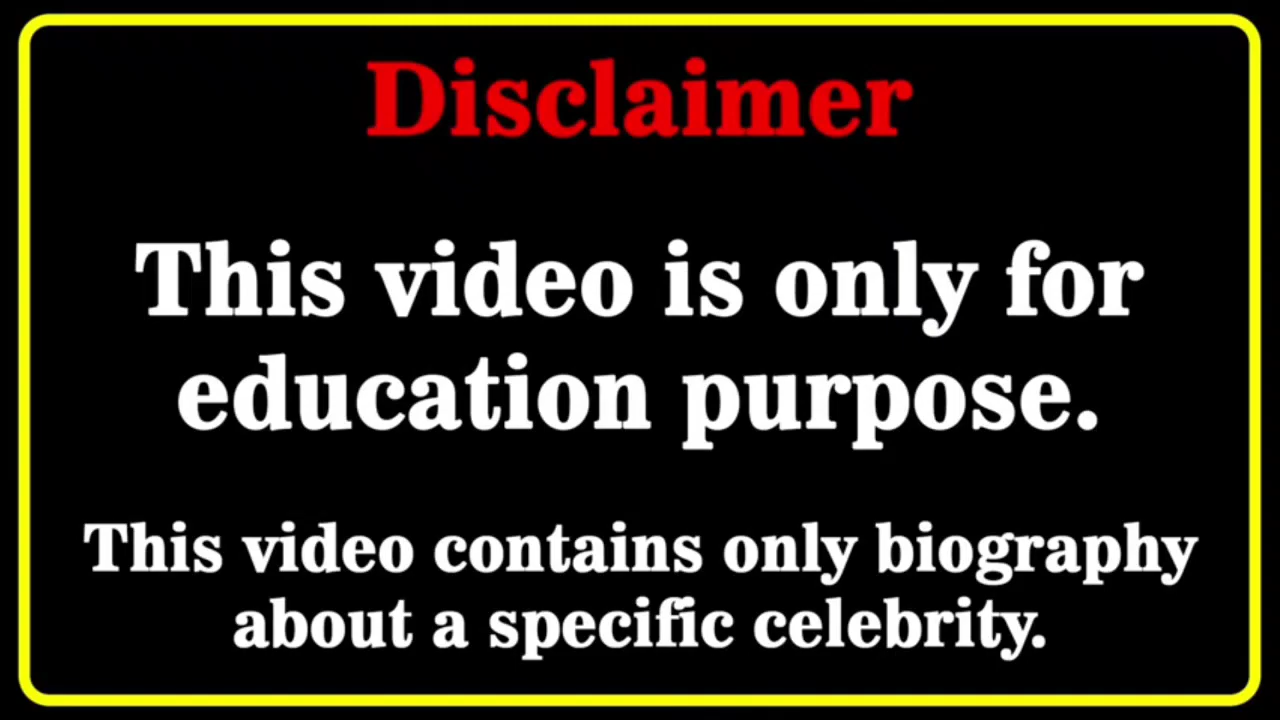 Disclaimer
This video is only for
education purpose.
This video contains only biography
about a specific celebrity.